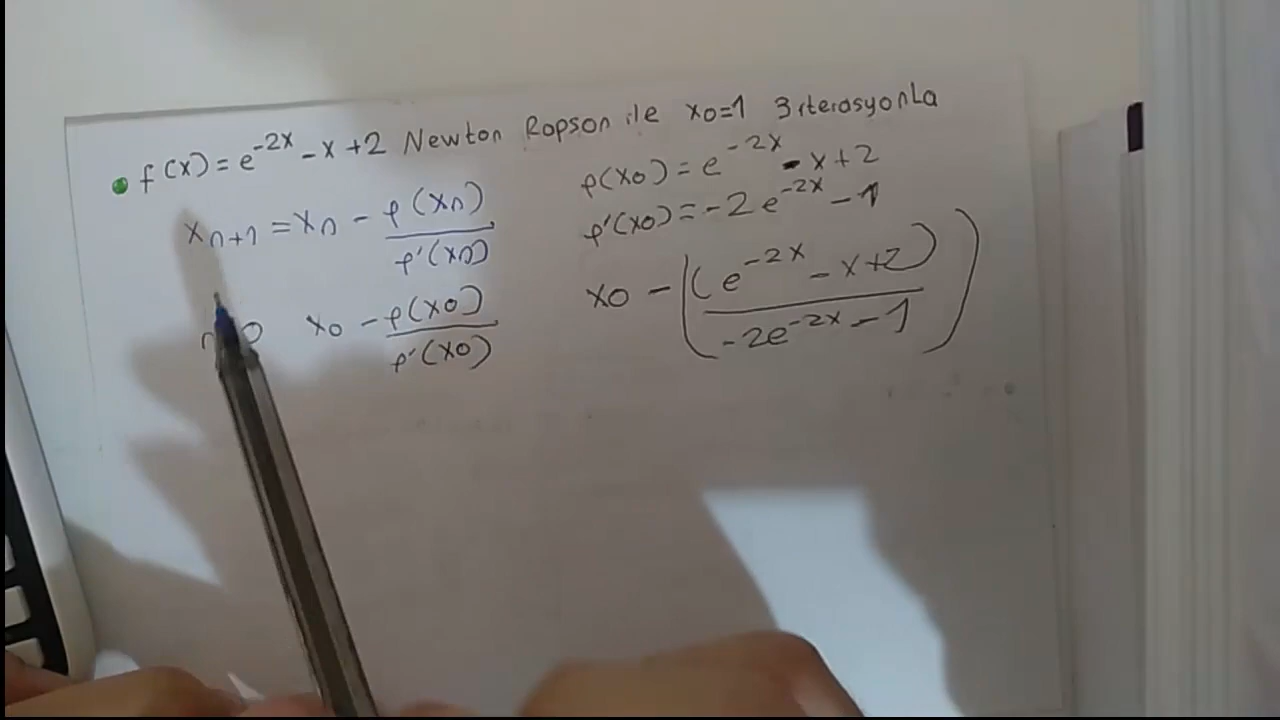 f(x) = e^-2x - x + 2 Newton Ropson ile x0=1 3 iterasyonla
xn+1 = xn - f(xn) / f'(xn)
f(x0) = e^-2x - x + 2
f'(x0) = -2e^-2x - 1
x0 - f(x0) / f'(x0)
x0 - ((e^-2x - x + 2) / -2e^-2x - 1)